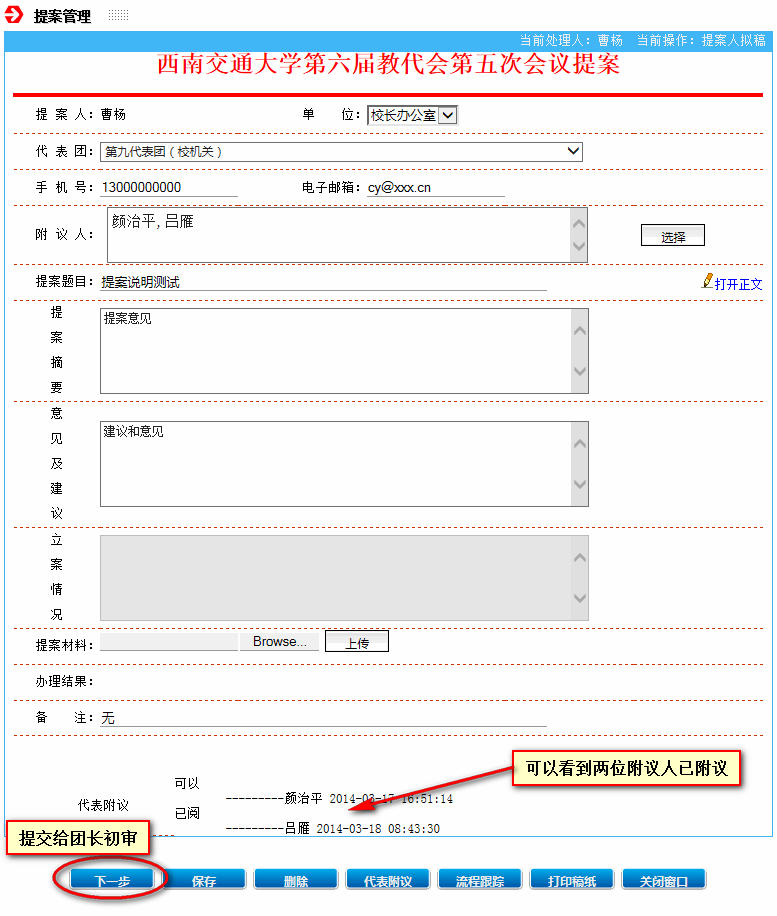 提案管理
当前处理人：曹杨 当前操作：提案人拟稿
西南交通大学第六届教代会第五次会议提案
提 案 人：曹杨 单 位：校长办公室
代 表 团：第九代表团（校机关）
手 机 号：13000000000 电子邮箱：cy@xxx.cn
附 议 人：颜治平,吕雁 选择
提案题目：提案说明测试 打开正文
提案摘要 提案意见
意见及建议 建议和意见
立案情况
提案材料： Browse... 上传
办理结果：
备 注：无
可以看到两位附议人已附议
代表附议
可以 ---------颜治平 2014-03-17 16:51:14
已阅 ---------吕雁 2014-03-18 08:43:30
提交给团长初审
下一步 保存 删除 代表附议 流程跟踪 打印稿纸 关闭窗口